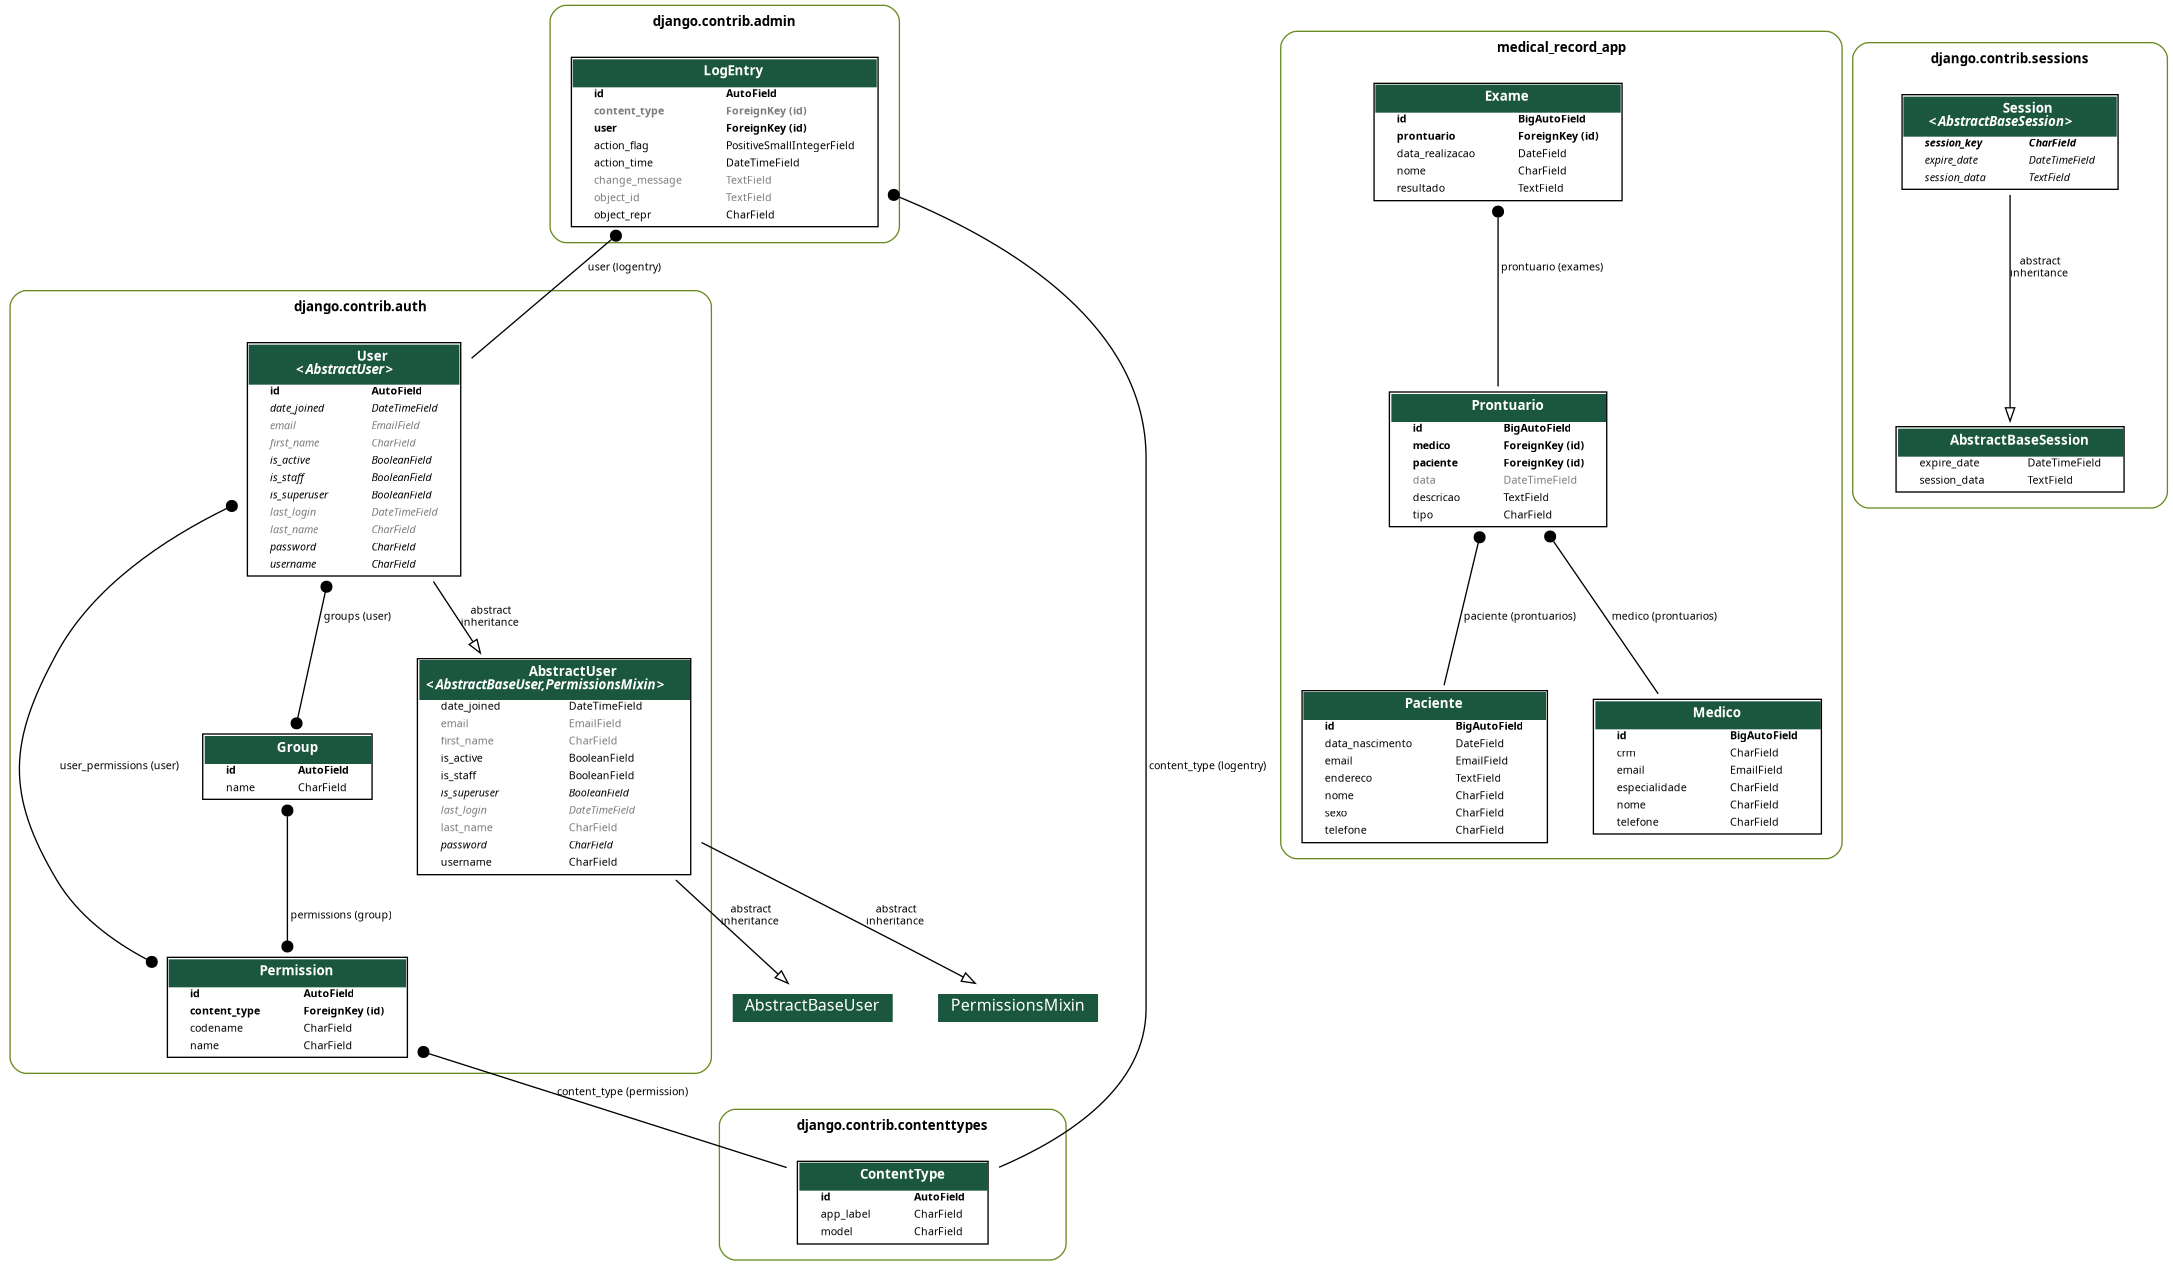 django.contrib.admin
LogEntry
id AutoField
content_type ForeignKey (id)
user ForeignKey (id)
action_flag PositiveSmallIntegerField
action_time DateTimeField
change_message TextField
object_id TextField
object_repr CharField
user (logentry)
django.contrib.auth
User
<AbstractUser>
id AutoField
date_joined DateTimeField
email EmailField
first_name CharField
is_active BooleanField
is_staff BooleanField
is_superuser BooleanField
last_login DateTimeField
last_name CharField
password CharField
username CharField
groups (user)
abstract
inheritance
user_permissions (user)
Group
id AutoField
name CharField
AbstractUser
<AbstractBaseUser,PermissionsMixin>
date_joined DateTimeField
email EmailField
first_name CharField
is_active BooleanField
is_staff BooleanField
is_superuser BooleanField
last_login DateTimeField
last_name CharField
password CharField
username CharField
permissions (group)
Permission
id AutoField
content_type ForeignKey (id)
codename CharField
name CharField
abstract
inheritance
abstract
inheritance
AbstractBaseUser
PermissionsMixin
content_type (permission)
content_type (logentry)
django.contrib.contenttypes
ContentType
id AutoField
app_label CharField
model CharField
medical_record_app
Exame
id BigAutoField
prontuario ForeignKey (id)
data_realizacao DateField
nome CharField
resultado TextField
prontuario (exames)
Prontuario
id BigAutoField
medico ForeignKey (id)
paciente ForeignKey (id)
data DateTimeField
descricao TextField
tipo CharField
paciente (prontuarios)
medico (prontuarios)
Paciente
id BigAutoField
data_nascimento DateField
email EmailField
endereco TextField
nome CharField
sexo CharField
telefone CharField
Medico
id BigAutoField
crm CharField
email EmailField
especialidade CharField
nome CharField
telefone CharField
django.contrib.sessions
Session
<AbstractBaseSession>
session_key CharField
expire_date DateTimeField
session_data TextField
abstract
inheritance
AbstractBaseSession
expire_date DateTimeField
session_data TextField